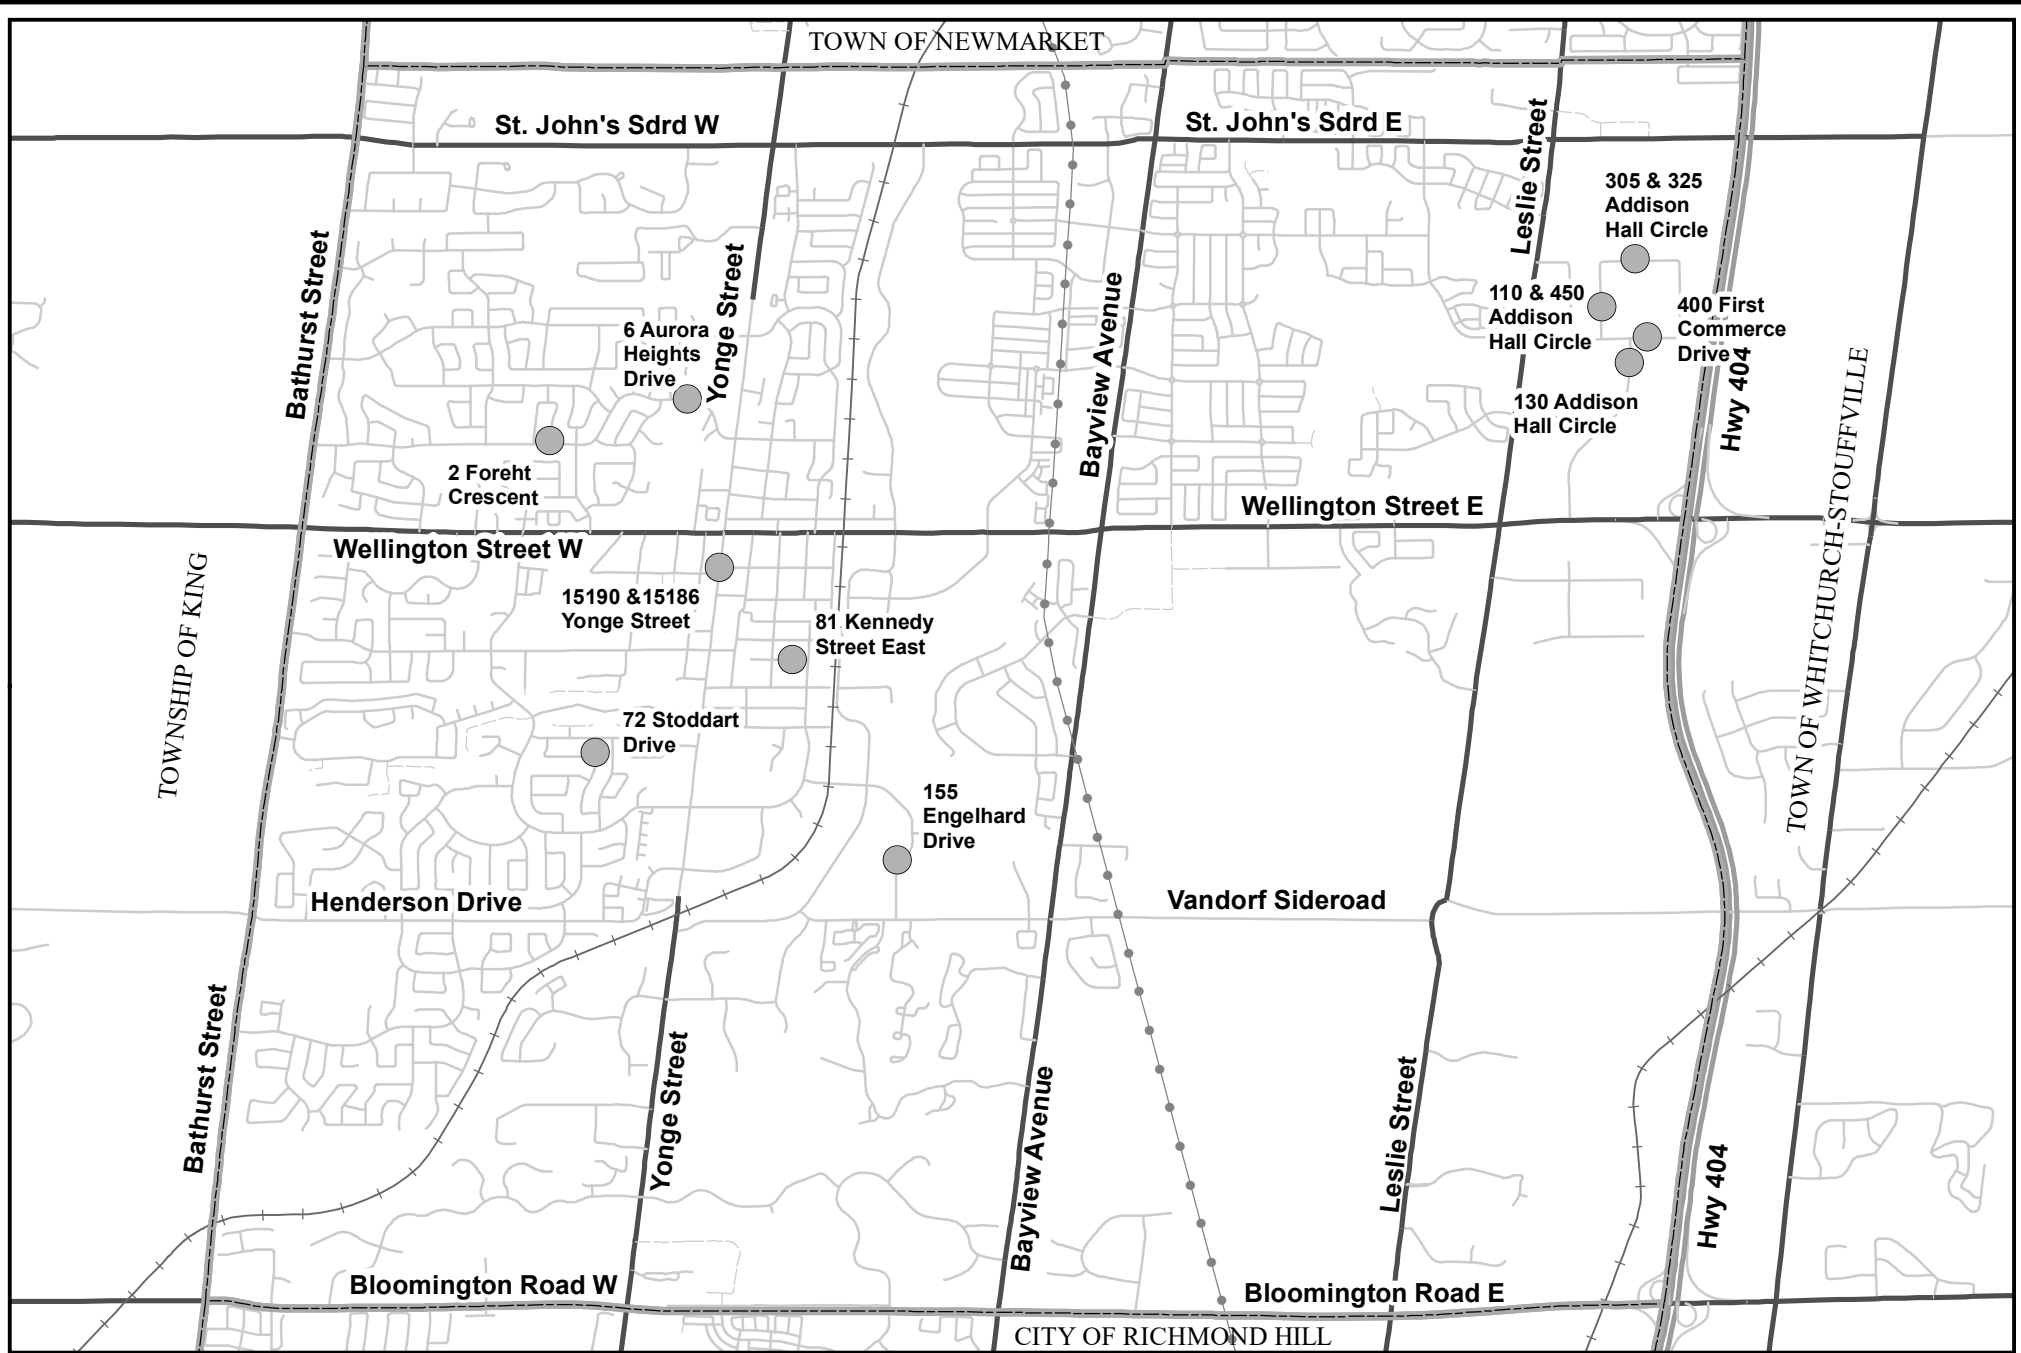 TOWN OF NEWMARKET
St. John's Sdrd W
St. John's Sdrd E
Leslie Street
305 & 325
Addison
Hall Circle
Bathurst Street
Yonge Street
Bayview Avenue
110 & 450
Addison
Hall Circle
400 First
Commerce
Drive
6 Aurora
Heights
Drive
Hwy 404
130 Addison
Hall Circle
2 Foreht
Crescent
Wellington Street E
Wellington Street W
TOWNSHIP OF KING
TOWN OF WHITCHURCH-STOUFFVILLE
15190 &15186
Yonge Street
81 Kennedy
Street East
72 Stoddart
Drive
155
Engelhard
Drive
Henderson Drive
Vandorf Sideroad
Bathurst Street
Yonge Street
Bayview Avenue
Leslie Street
Hwy 404
Bloomington Road W
Bloomington Road E
CITY OF RICHMOND HILL